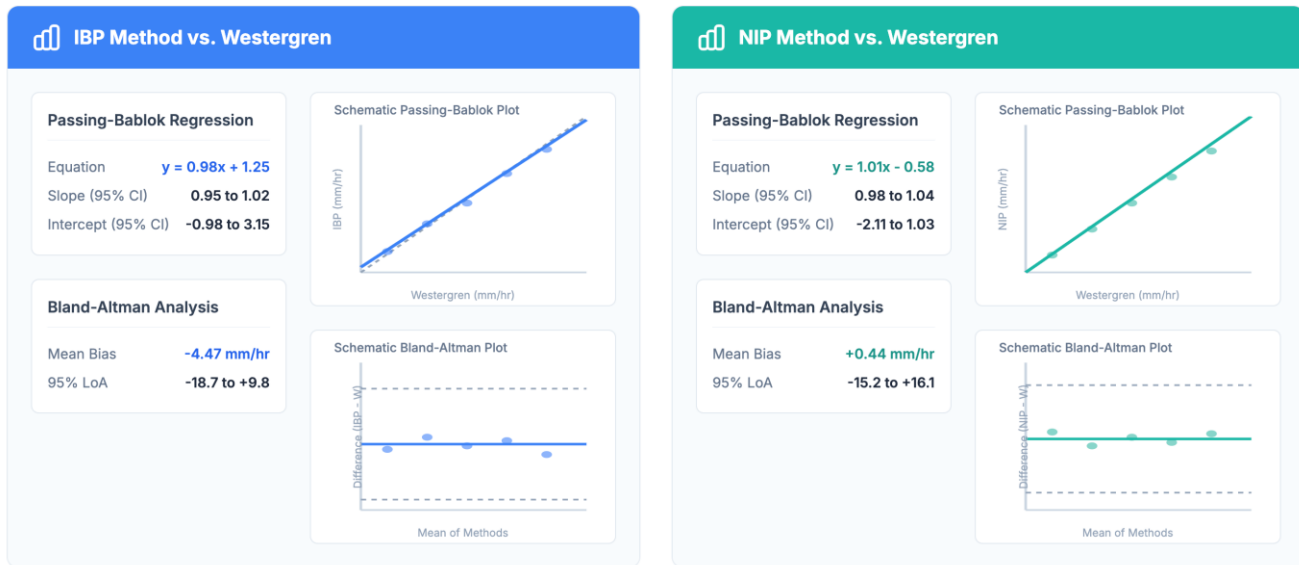 IBP Method vs. Westergren
Passing-Bablok Regression
Equation y = 0.98x + 1.25
Slope (95% CI) 0.95 to 1.02
Intercept (95% CI) -0.98 to 3.15
Schematic Passing-Bablok Plot
IBP (mm/hr)
Westergren (mm/hr)
Bland-Altman Analysis
Mean Bias -4.47 mm/hr
95% LoA -18.7 to +9.8
Schematic Bland-Altman Plot
Difference (IBP - W)
Mean of Methods
NIP Method vs. Westergren
Passing-Bablok Regression
Equation y = 1.01x - 0.58
Slope (95% CI) 0.98 to 1.04
Intercept (95% CI) -2.11 to 1.03
Schematic Passing-Bablok Plot
NIP (mm/hr)
Westergren (mm/hr)
Bland-Altman Analysis
Mean Bias +0.44 mm/hr
95% LoA -15.2 to +16.1
Schematic Bland-Altman Plot
Difference (NIP - W)
Mean of Methods